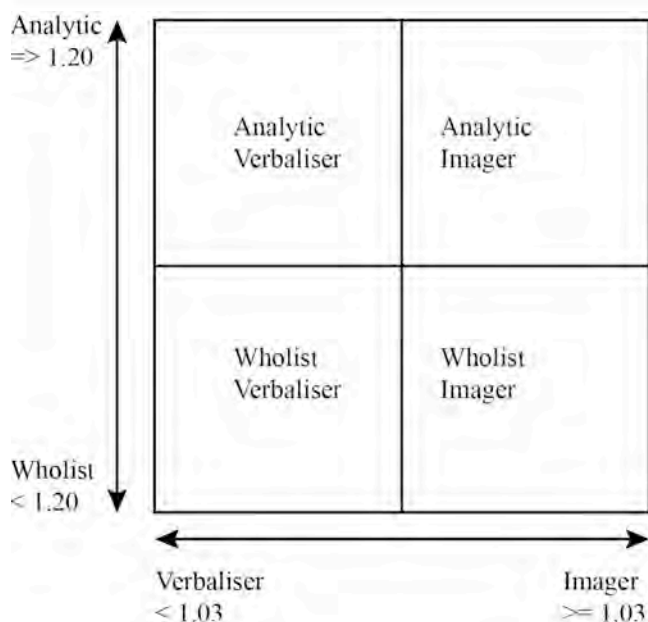 Analytic
=> 1.20
Analytic
Verbaliser
Analytic
Imager
Wholist
Verbaliser
Wholist
Imager
Wholist
< 1.20
Verbaliser
< 1.03
Imager
>= 1.03